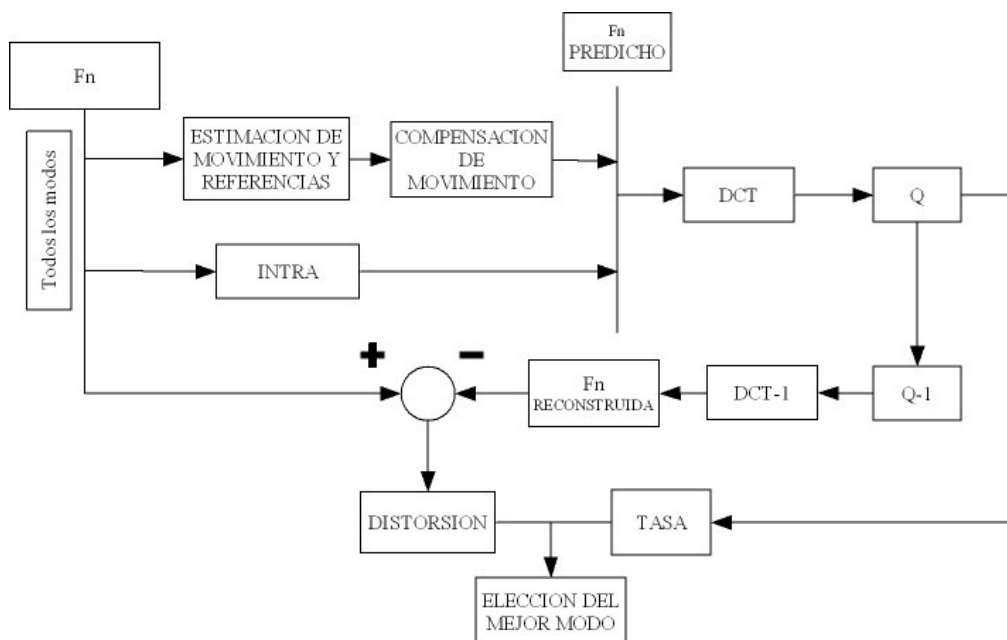 Fn
PREDICHO
Fn
Todos los modos
ESTIMACION DE
MOVIMIENTO Y
REFERENCIAS
COMPENSACION
DE
MOVIMIENTO
DCT
Q
INTRA
+
-
Fn
RECONSTRUIDA
DCT-1
Q-1
DISTORSION
TASA
ELECCION DEL
MEJOR MODO